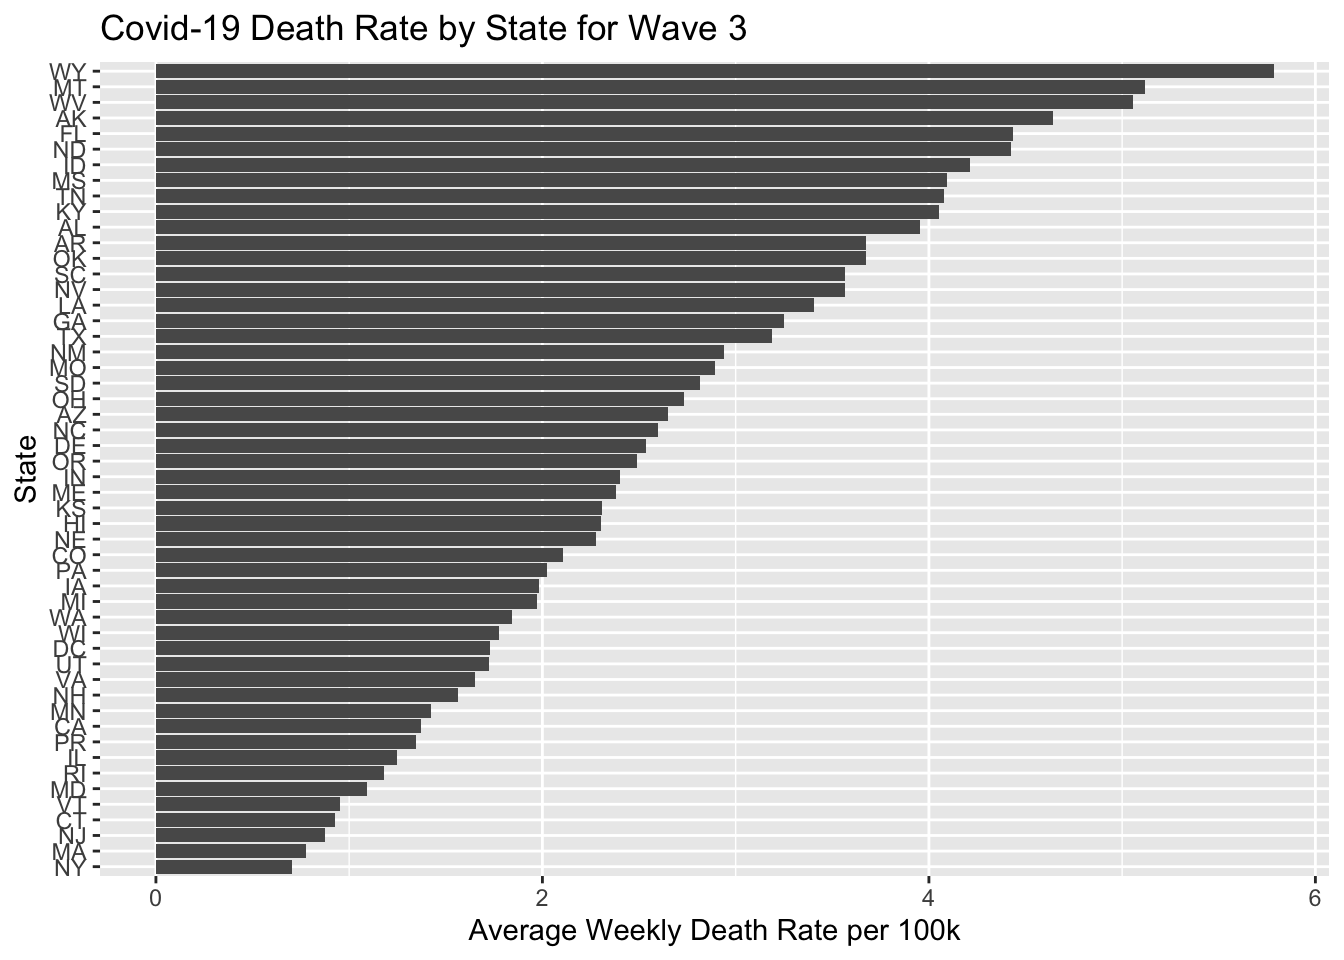 Covid-19 Death Rate by State for Wave 3
WY
MT
WV
AK
FL
ND
ID
MS
TN
KY
AL
AR
OK
SC
NV
LA
GA
TX
NM
MO
SD
OH
AZ
NC
DE
OR
IN
ME
KS
HI
NE
CO
PA
IA
MI
WA
WI
DC
UT
VA
NH
MN
CA
PR
IL
RI
MD
VT
CT
NJ
MA
NY
State
0 2 4 6
Average Weekly Death Rate per 100k